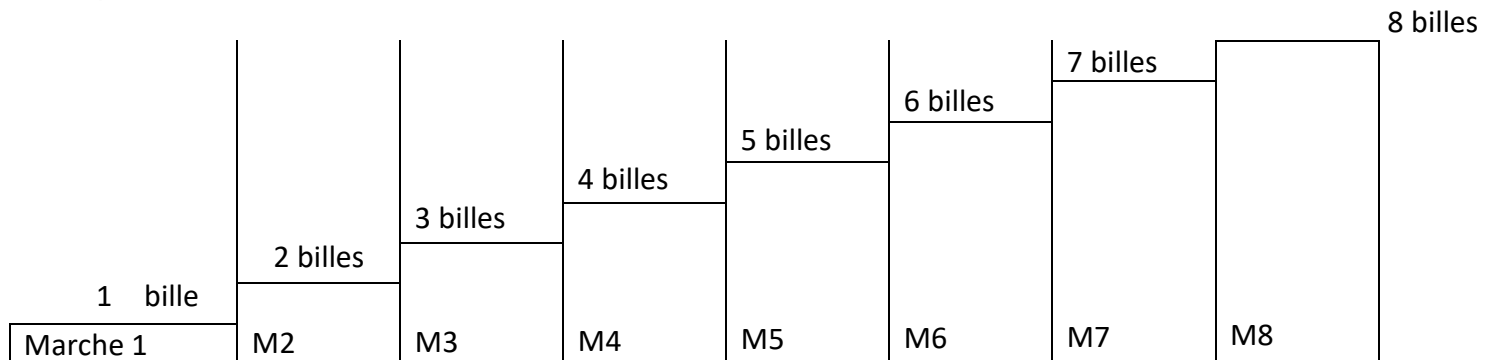 8 billes
7 billes
6 billes
5 billes
4 billes
3 billes
2 billes
1 bille
Marche 1 M2 M3 M4 M5 M6 M7 M8